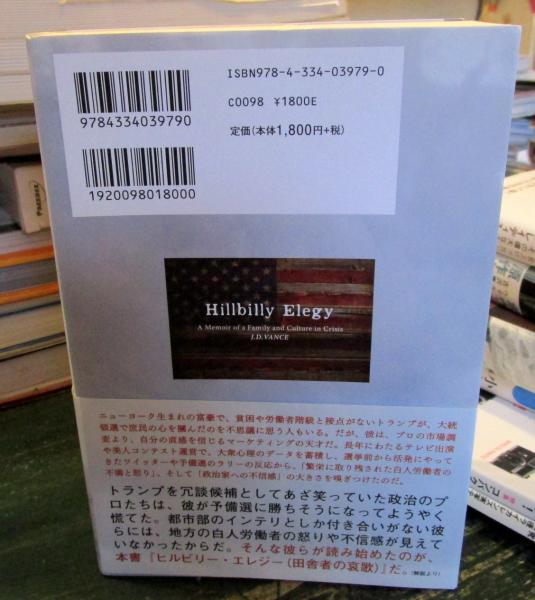 ISBN978-4-334-03979-0
C0098 ¥1800E
定価(本体1,800円+税)
9784334039790
1920098018000
Hillbilly Elegy
A Memoir of a Family and Culture in Crisis
J.D.VANCE
ニューヨーク生まれの富豪で、貧困や労働者階級と接点がないトランプが、大統
領選で庶民の心を掴んだのを不思議に思う人もいる。だが、彼は、プロの市場調
査より、自分の直感を信じるマーケティングの天才だ。長年にわたるテレビ出演
や美人コンテスト運営で、大衆心理のデータを蓄積し、選挙前から活発にやって
きたツイッターや予備選のラリーの反応から、「繁栄に取り残された白人労働者の
不満と怒り」、そして「政治家への不信感」の大きさを嗅ぎつけたのだ。
トランプを冗談候補としてあざ笑っていた政治のプ
ロたちは、彼が予備選に勝ちそうになってようやく
慌てた。都市部のインテリとしか付き合いがない彼
らには、地方の白人労働者の怒りや不信感が見えて
いなかったからだ。そんな彼らが読み始めたのが、
本書『ヒルビリー・エレジー(田舎者の哀歌)』だ。(解説より)